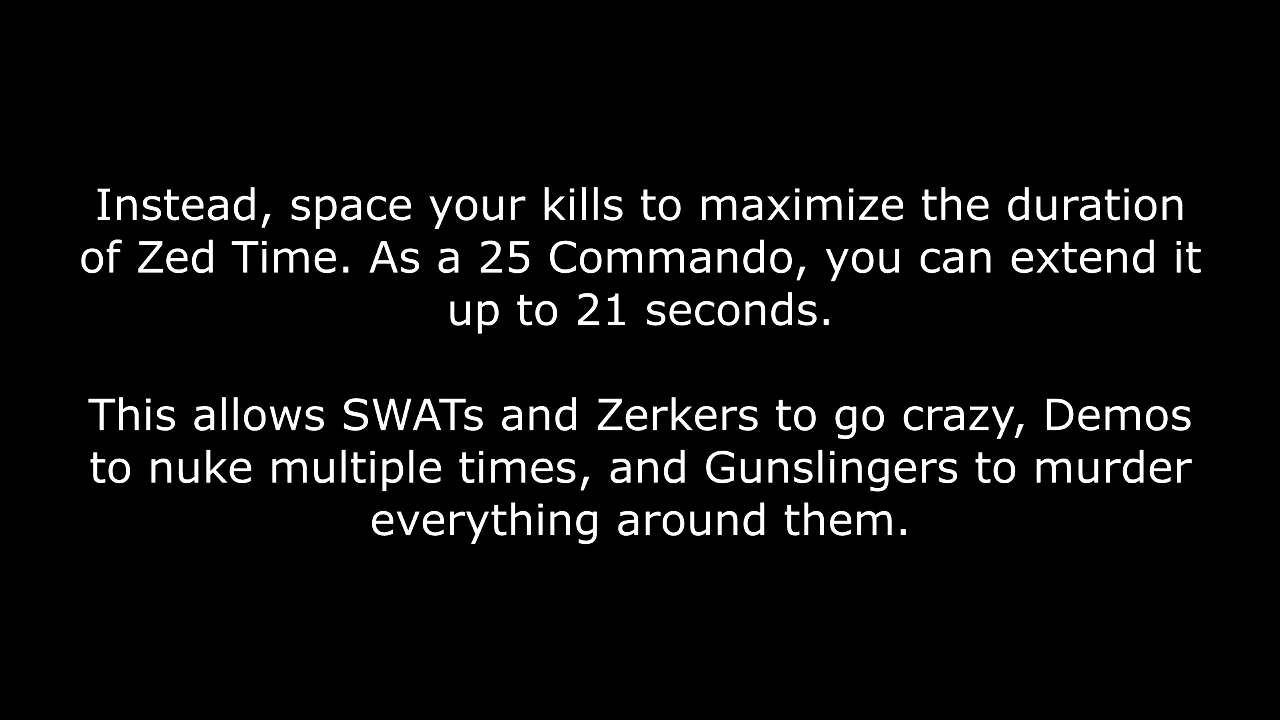 Instead, space your kills to maximize the duration
of Zed Time. As a 25 Commando, you can extend it
up to 21 seconds.
This allows SWATs and Zerkers to go crazy, Demos
to nuke multiple times, and Gunslingers to murder
everything around them.